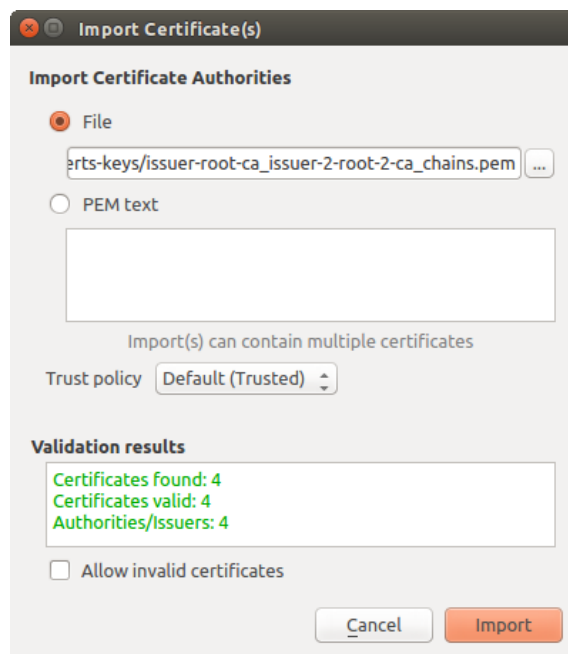 Import Certificate(s)
Import Certificate Authorities
File
erts-keys/issuer-root-ca_issuer-2-root-2-ca_chains.pem
...
PEM text
Import(s) can contain multiple certificates
Trust policy Default (Trusted)
Validation results
Certificates found: 4
Certificates valid: 4
Authorities/Issuers: 4
Allow invalid certificates
Cancel Import